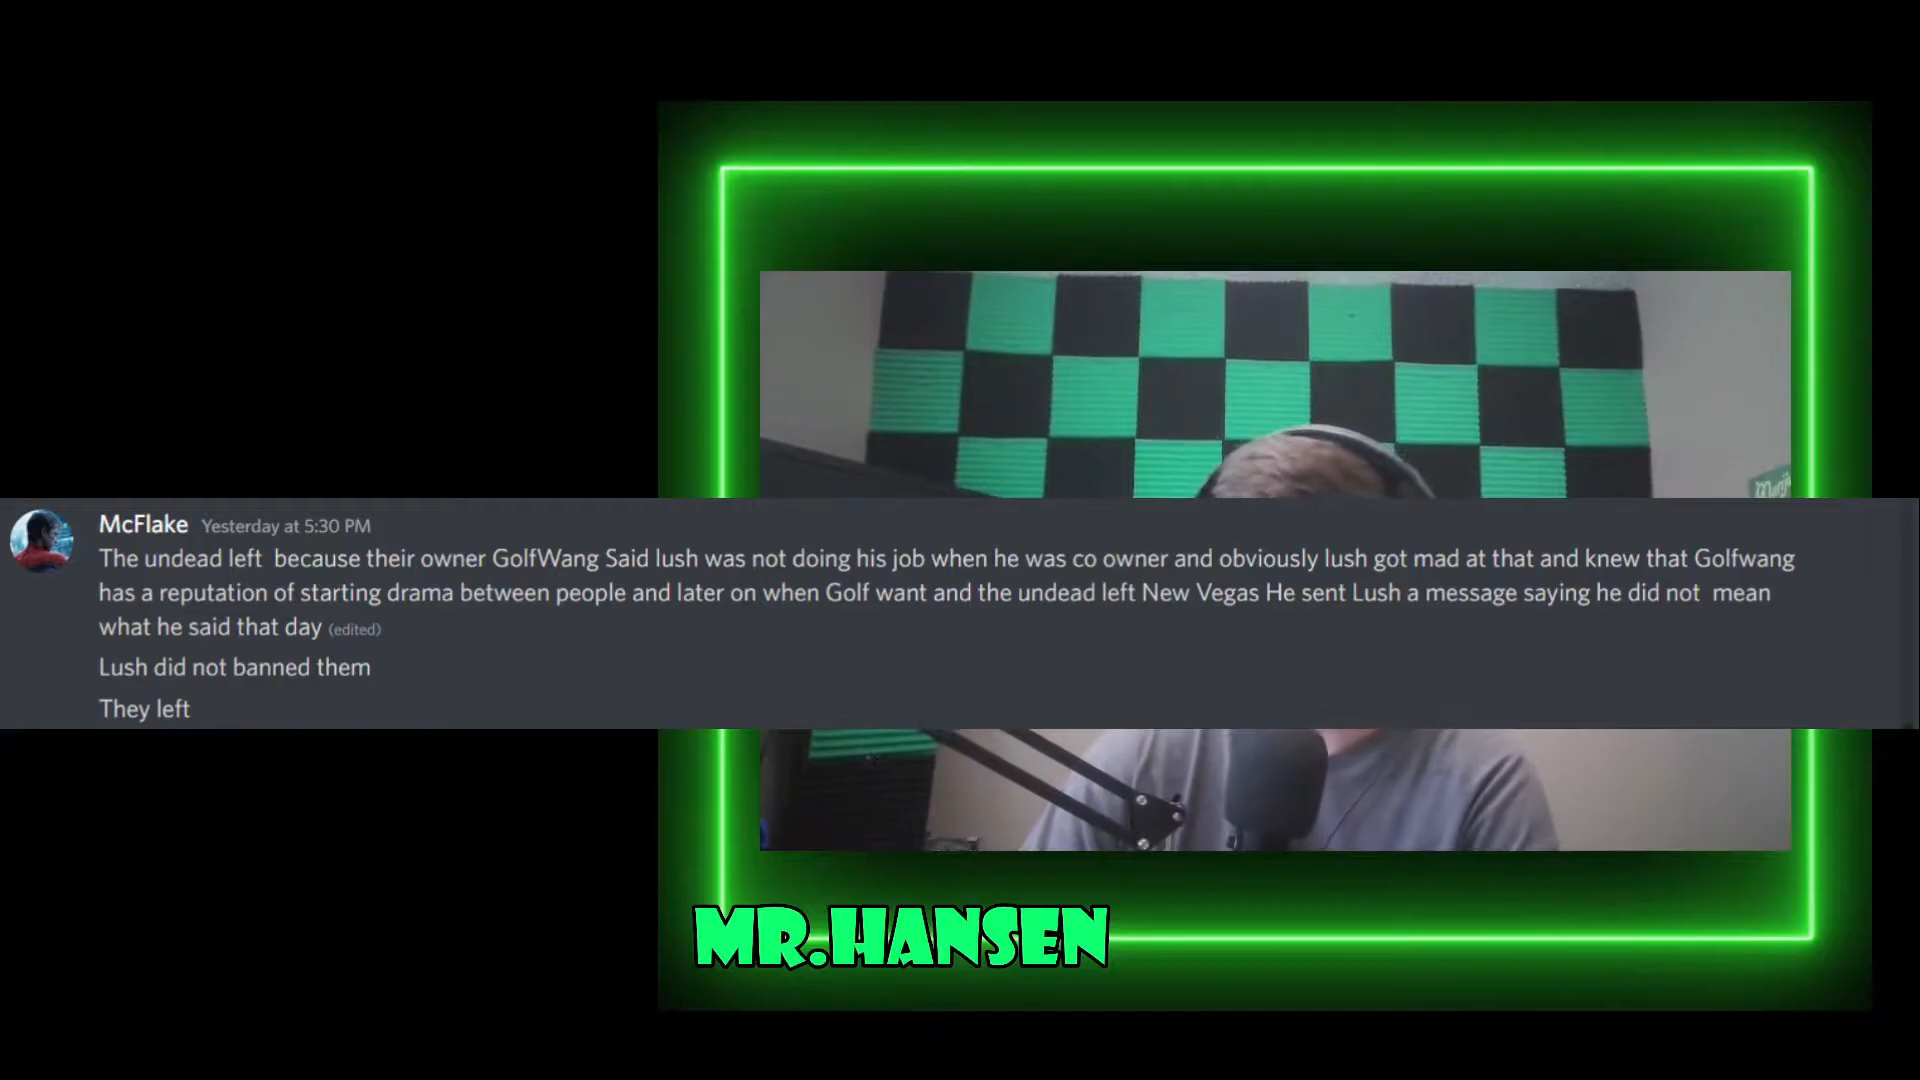 McFlake Yesterday at 5:30 PM
The undead left  because their owner GolfWang Said lush was not doing his job when he was co owner and obviously lush got mad at that and knew that Golfwang
has a reputation of starting drama between people and later on when Golf want and the undead left New Vegas He sent Lush a message saying he did not  mean
what he said that day (edited)
Lush did not banned them
They left
MR.HANSEN